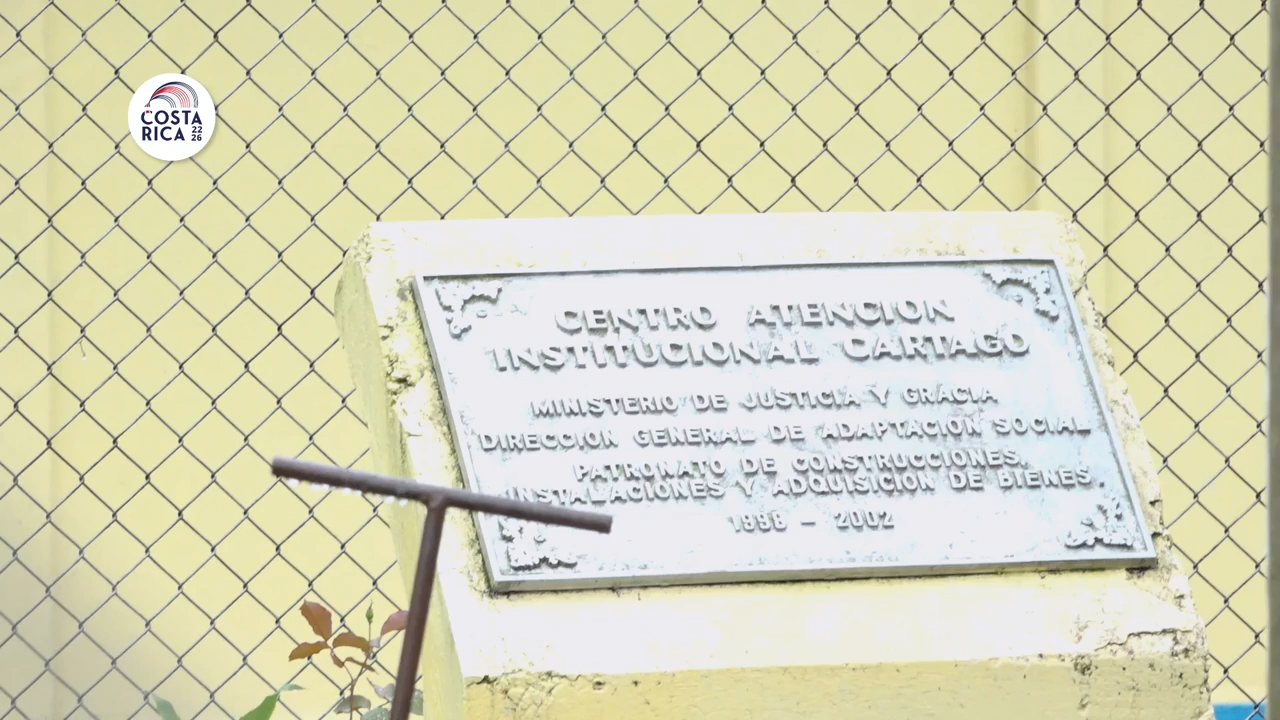 COSTA
RICA 22
26
CENTRO ATENCION
INSTITUCIONAL CARTAGO
MINISTERIO DE JUSTICIA Y GRACIA
DIRECCION GENERAL DE ADAPTACION SOCIAL
PATRONATO DE CONSTRUCCIONES,
INSTALACIONES Y ADQUISICION DE BIENES.
1998 - 2002